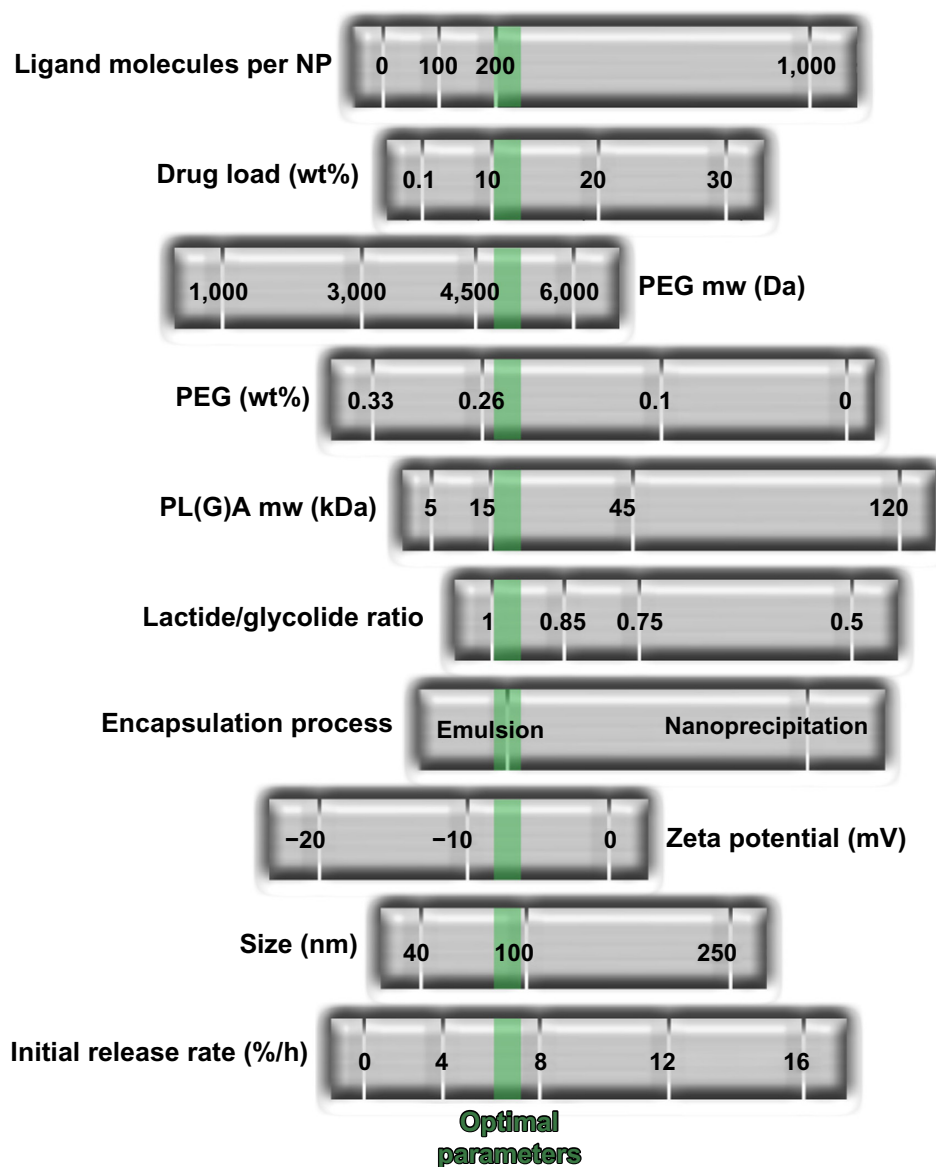 Ligand molecules per NP 0 100 200 1,000
Drug load (wt%) 0.1 10 20 30
1,000 3,000 4,500 6,000 PEG mw (Da)
PEG (wt%) 0.33 0.26 0.1 0
PL(G)A mw (kDa) 5 15 45 120
Lactide/glycolide ratio 1 0.85 0.75 0.5
Encapsulation process Emulsion Nanoprecipitation
−20 −10 0 Zeta potential (mV)
Size (nm) 40 100 250
Initial release rate (%/h) 0 4 8 12 16
Optimal
parameters